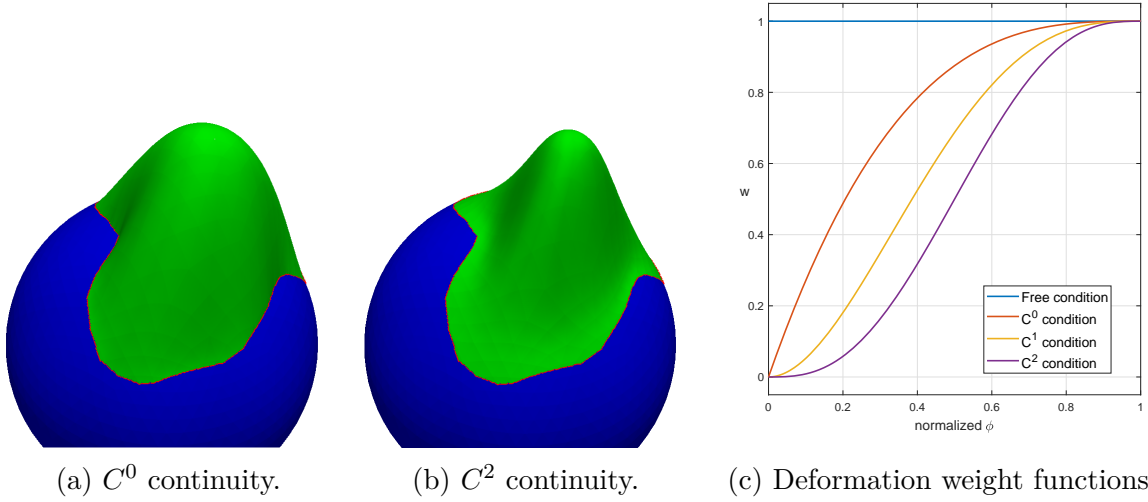 1
0.8
0.6
w
0.4
0.2
0
Free condition
C⁰ condition
C¹ condition
C² condition
0 0.2 0.4 0.6 0.8 1
normalized ϕ
(a) C⁰ continuity.
(b) C² continuity.
(c) Deformation weight functions